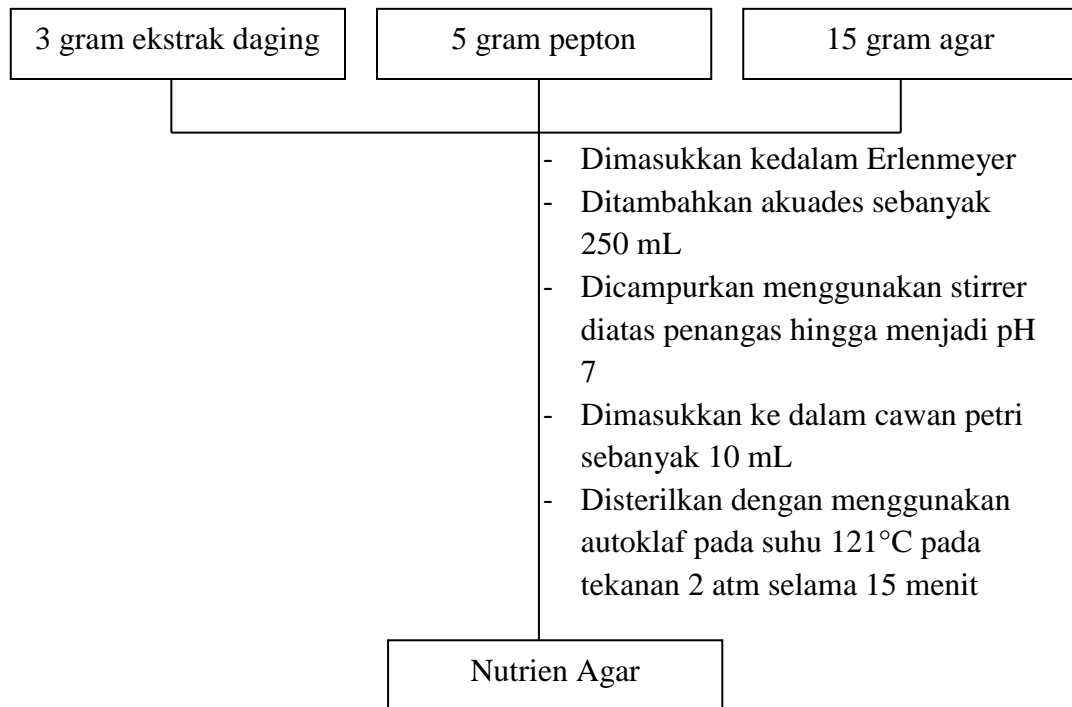 3 gram ekstrak daging
5 gram pepton
15 gram agar
- Dimasukkan kedalam Erlenmeyer
- Ditambahkan akuades sebanyak
250 mL
- Dicampurkan menggunakan stirrer
diatas penangas hingga menjadi pH
7
- Dimasukkan ke dalam cawan petri
sebanyak 10 mL
- Disterilkan dengan menggunakan
autoklaf pada suhu 121°C pada
tekanan 2 atm selama 15 menit
Nutrien Agar